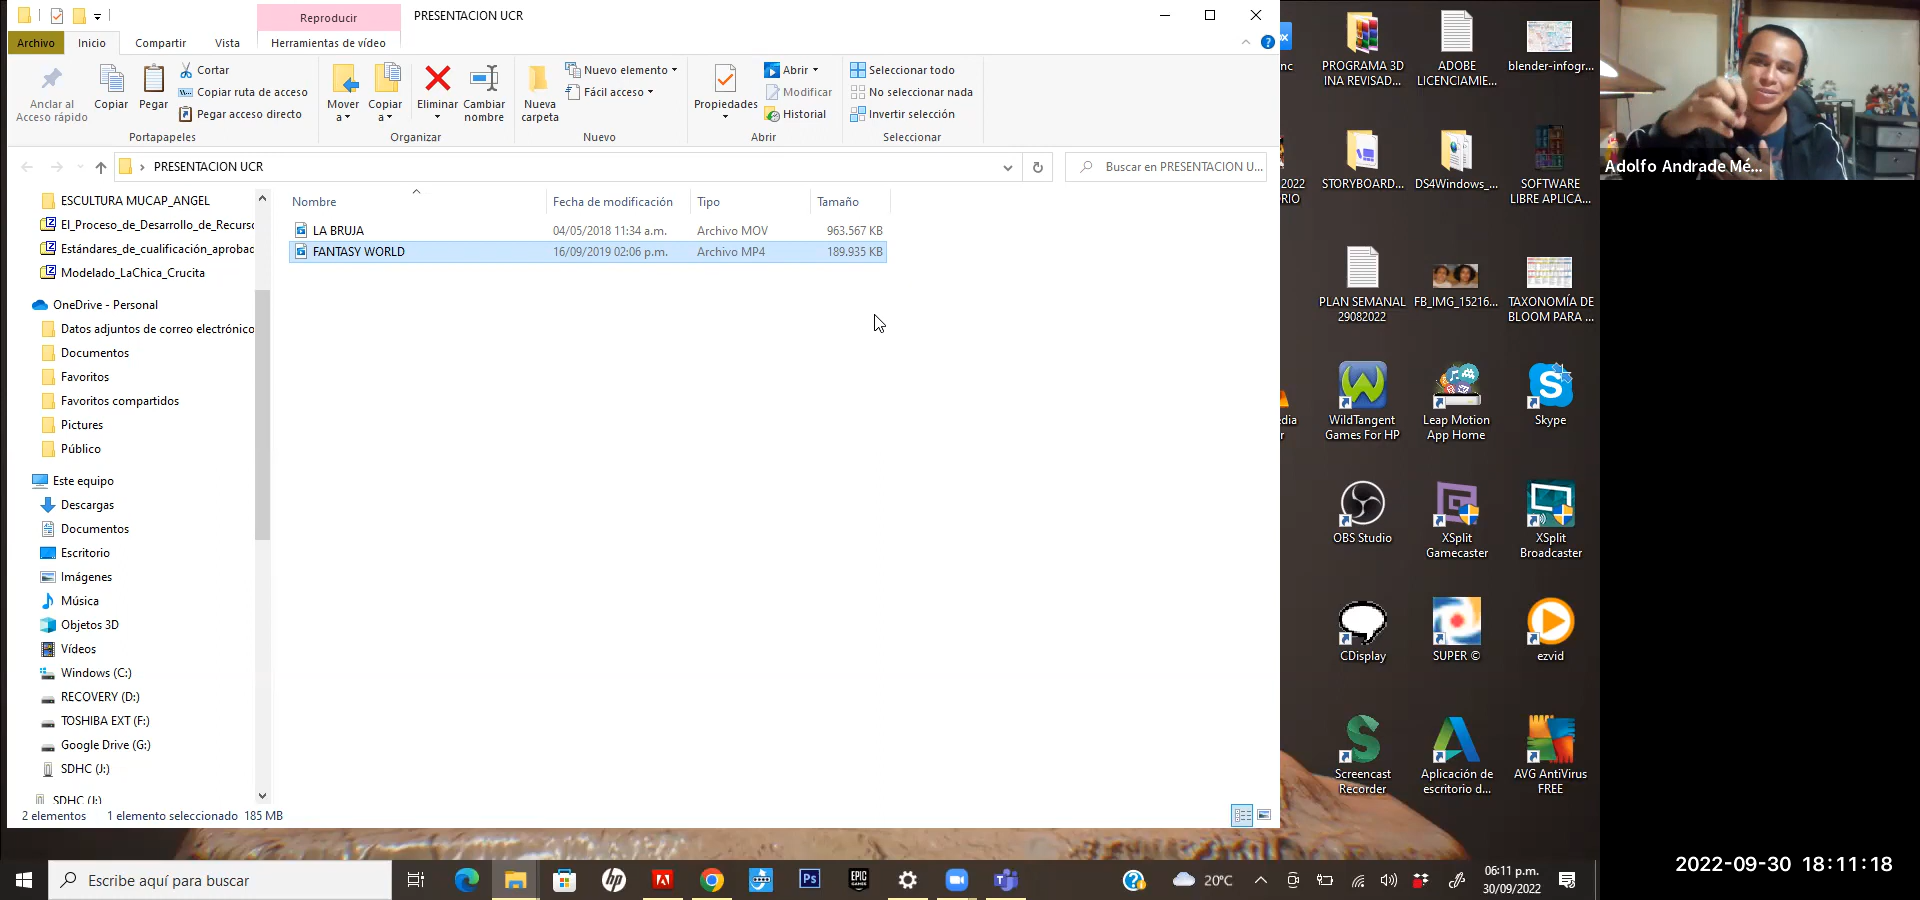 Reproducir
PRESENTACION UCR
Archivo
Inicio
Compartir
Vista
Herramientas de vídeo
Anclar al
Acceso rápido
Copiar
Pegar
Cortar
Copiar ruta de acceso
Pegar acceso directo
Portapapeles
Mover
a
Copiar
a
Eliminar
Cambiar
nombre
Organizar
Nueva
carpeta
Nuevo elemento
Fácil acceso
Nuevo
Propiedades
Abrir
Modificar
Historial
Abrir
Seleccionar todo
No seleccionar nada
Invertir selección
Seleccionar
PRESENTACION UCR
Buscar en PRESENTACION U...
Nombre
Fecha de modificación
Tipo
Tamaño
LA BRUJA
04/05/2018 11:34 a.m.
Archivo MOV
963.567 KB
FANTASY WORLD
16/09/2019 02:06 p.m.
Archivo MP4
189.935 KB
ESCULTURA MUCAP_ANGEL
El_Proceso_de_Desarrollo_de_Recurso
Estándares_de_cualificación_aprobac
Modelado_LaChica_Crucita
OneDrive - Personal
Datos adjuntos de correo electrónico
Documentos
Favoritos
Favoritos compartidos
Pictures
Público
Este equipo
Descargas
Documentos
Escritorio
Imágenes
Música
Objetos 3D
Vídeos
Windows (C:)
RECOVERY (D:)
TOSHIBA EXT (F:)
Google Drive (G:)
SDHC (J:)
SDHC (J:)
2 elementos
1 elemento seleccionado 185 MB
PROGRAMA 3D
INA REVISAD...
ADOBE
LICENCIAMIE...
blender-infogr...
2022
RIO
STORYBOARD...
DS4Windows_...
SOFTWARE
LIBRE APLICA...
PLAN SEMANAL
29082022
FB_IMG_15216...
TAXONOMÍA DE
BLOOM PARA ...
WildTangent
Games For HP
Leap Motion
App Home
Skype
OBS Studio
XSplit
Gamecaster
XSplit
Broadcaster
CDisplay
SUPER ©
ezvid
Screencast
Recorder
Aplicación de
escritorio d...
AVG AntiVirus
FREE
Adolfo Andrade Mé...
2022-09-30 18:11:18
Escribe aquí para buscar
hp
Ps
EPIC
GAMES
20°C
06:11 p.m.
30/09/2022